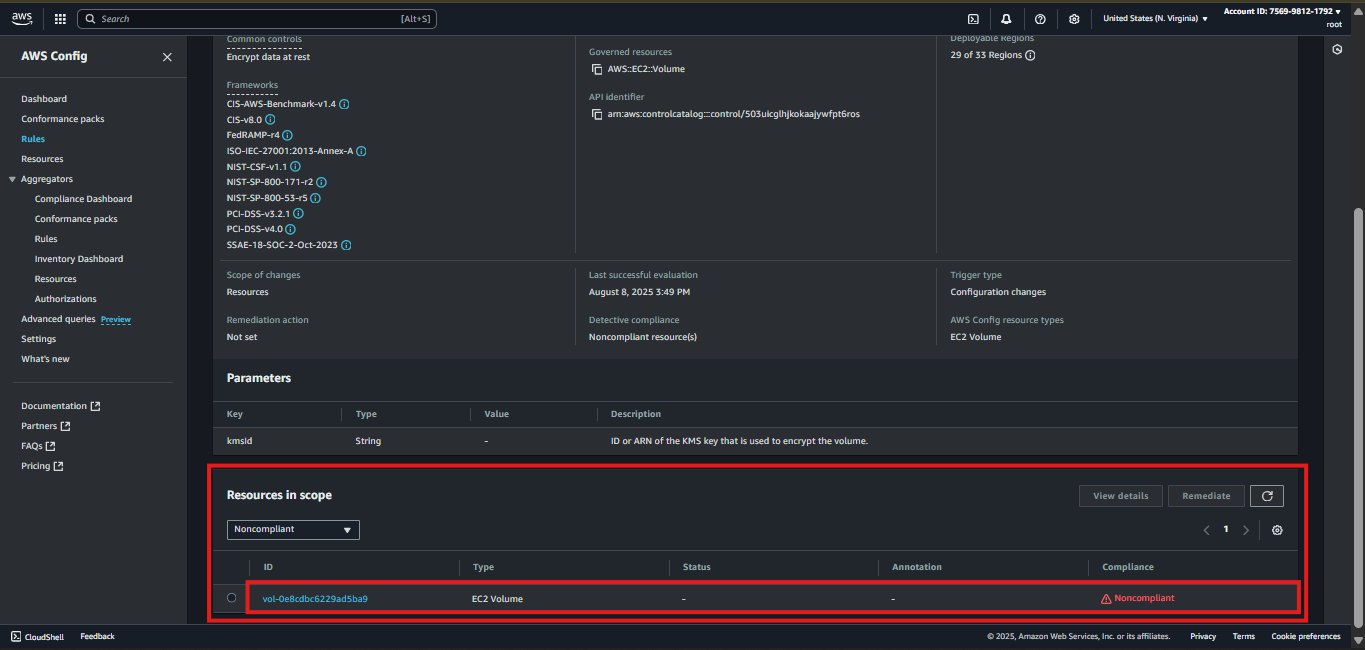 aws
Search
[Alt+S]
United States (N. Virginia)
Account ID: 7569-9812-1792
root
AWS Config
Dashboard
Conformance packs
Rules
Resources
Aggregators
Compliance Dashboard
Conformance packs
Rules
Inventory Dashboard
Resources
Authorizations
Advanced queries Preview
Settings
What's new
Documentation
Partners
FAQs
Pricing
Common controls
Encrypt data at rest
Frameworks
CIS-AWS-Benchmark-v1.4
CIS-v8.0
FedRAMP-r4
ISO-IEC-27001:2013-Annex-A
NIST-CSF-v1.1
NIST-SP-800-171-r2
NIST-SP-800-53-r5
PCI-DSS-v3.2.1
PCI-DSS-v4.0
SSAE-18-SOC-2-Oct-2023
Governed resources
AWS::EC2::Volume
API identifier
arn:aws:controlcatalog:::control/503uicglhjkokaajywfpt6ros
Deployable Regions
29 of 33 Regions
Scope of changes
Resources
Last successful evaluation
August 8, 2025 3:49 PM
Trigger type
Configuration changes
Remediation action
Not set
Detective compliance
Noncompliant resource(s)
AWS Config resource types
EC2 Volume
Parameters
Key Type Value Description
kmsId String - ID or ARN of the KMS key that is used to encrypt the volume.
Resources in scope
View details Remediate
Noncompliant
1
ID Type Status Annotation Compliance
vol-0e8cdbc6229ad5ba9 EC2 Volume - - Noncompliant
CloudShell Feedback
© 2025, Amazon Web Services, Inc. or its affiliates. Privacy Terms Cookie preferences